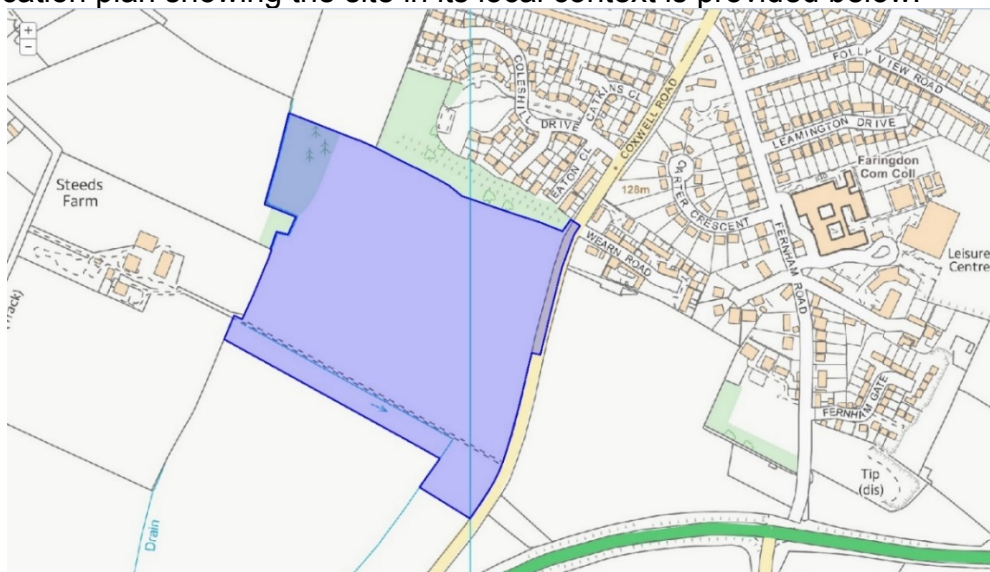 cation plan showing the site in its local context is provided below.
+
−
COLESHILL
DRIVE
CATKINS CL
EATON CL
COXWELL ROAD
FOLLY VIEW ROAD
LEAMINGTON DRIVE
Faringdon
Com Coll
128m
CARTER CRESCENT
WEARN ROAD
FERNHAM ROAD
Leisure
Centre
Steeds
Farm
Track)
FERNHAM GATE
Tip
(dis)
Drain